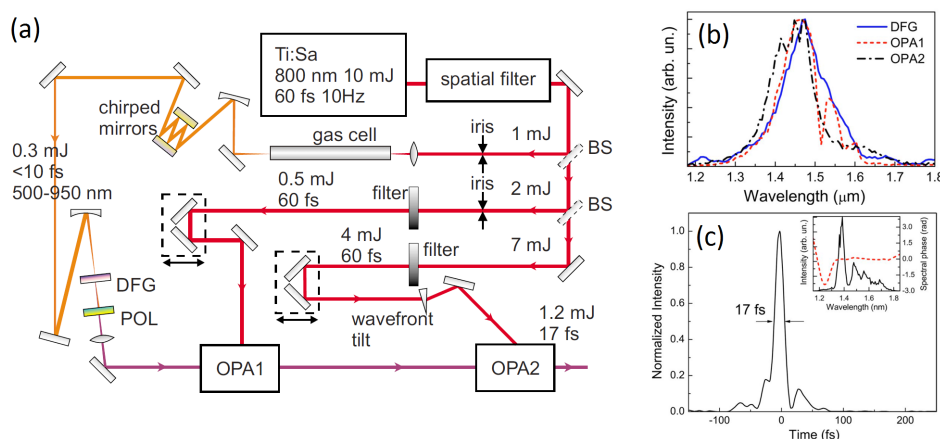 (a)
Ti:Sa
800 nm 10 mJ
60 fs 10Hz
spatial filter
chirped
mirrors
gas cell
iris
1 mJ
BS
0.3 mJ
<10 fs
500-950 nm
0.5 mJ
60 fs
filter
iris
2 mJ
BS
4 mJ
60 fs
filter
7 mJ
DFG
POL
wavefront
tilt
1.2 mJ
17 fs
OPA1
OPA2
(b)
Intensity (arb. un.)
DFG
OPA1
OPA2
1.2 1.3 1.4 1.5 1.6 1.7 1.8
Wavelength (μm)
(c)
Normalized Intensity
1.0
0.8
0.6
0.4
0.2
0.0
17 fs
-100 0 100 200
Time (fs)
Intensity (arb. un.)
Spectral phase (rad)
3.0
1.5
0.0
-1.5
-3.0
1.2 1.4 1.6 1.8
Wavelength (nm)